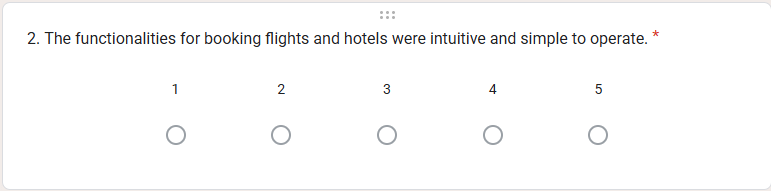 2. The functionalities for booking flights and hotels were intuitive and simple to operate. *
1 2 3 4 5